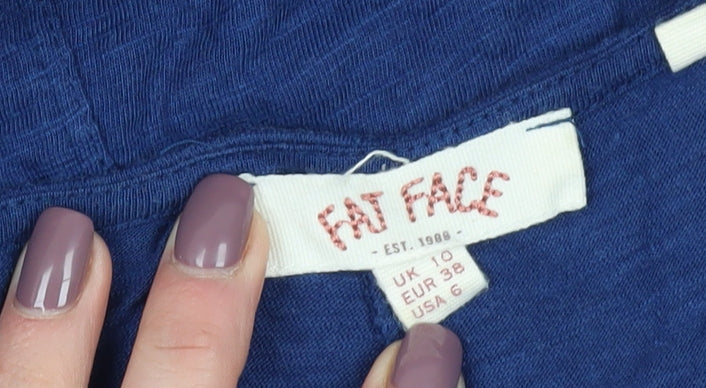 FAT FACE
- EST. 1988 -
UK 10
EUR 38
USA 6